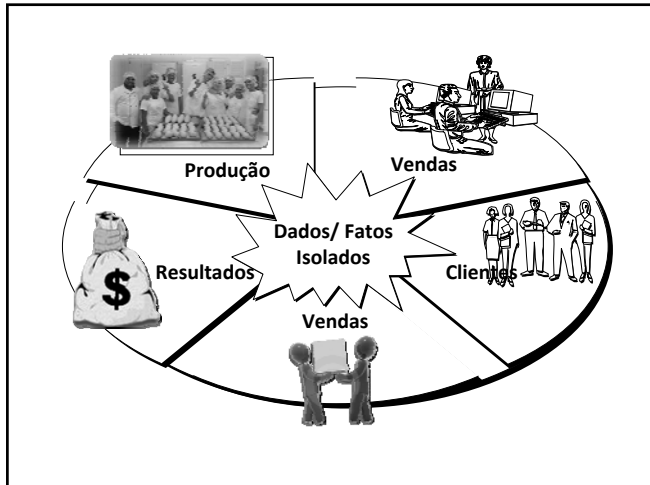 Produção
Vendas
Dados/ Fatos
Isolados
Resultados
Clientes
Vendas
$